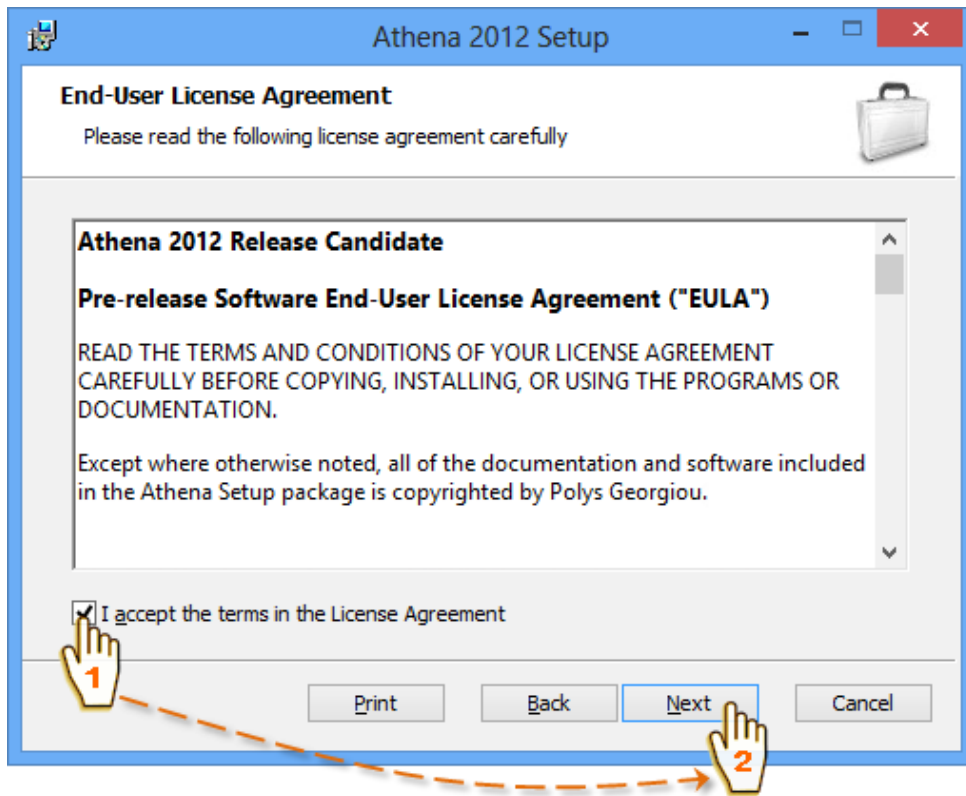 Athena 2012 Setup
End-User License Agreement
Please read the following license agreement carefully
Athena 2012 Release Candidate
Pre-release Software End-User License Agreement ("EULA")
READ THE TERMS AND CONDITIONS OF YOUR LICENSE AGREEMENT
CAREFULLY BEFORE COPYING, INSTALLING, OR USING THE PROGRAMS OR
DOCUMENTATION.
Except where otherwise noted, all of the documentation and software included
in the Athena Setup package is copyrighted by Polys Georgiou.
I accept the terms in the License Agreement
1
Print Back Next Cancel
2